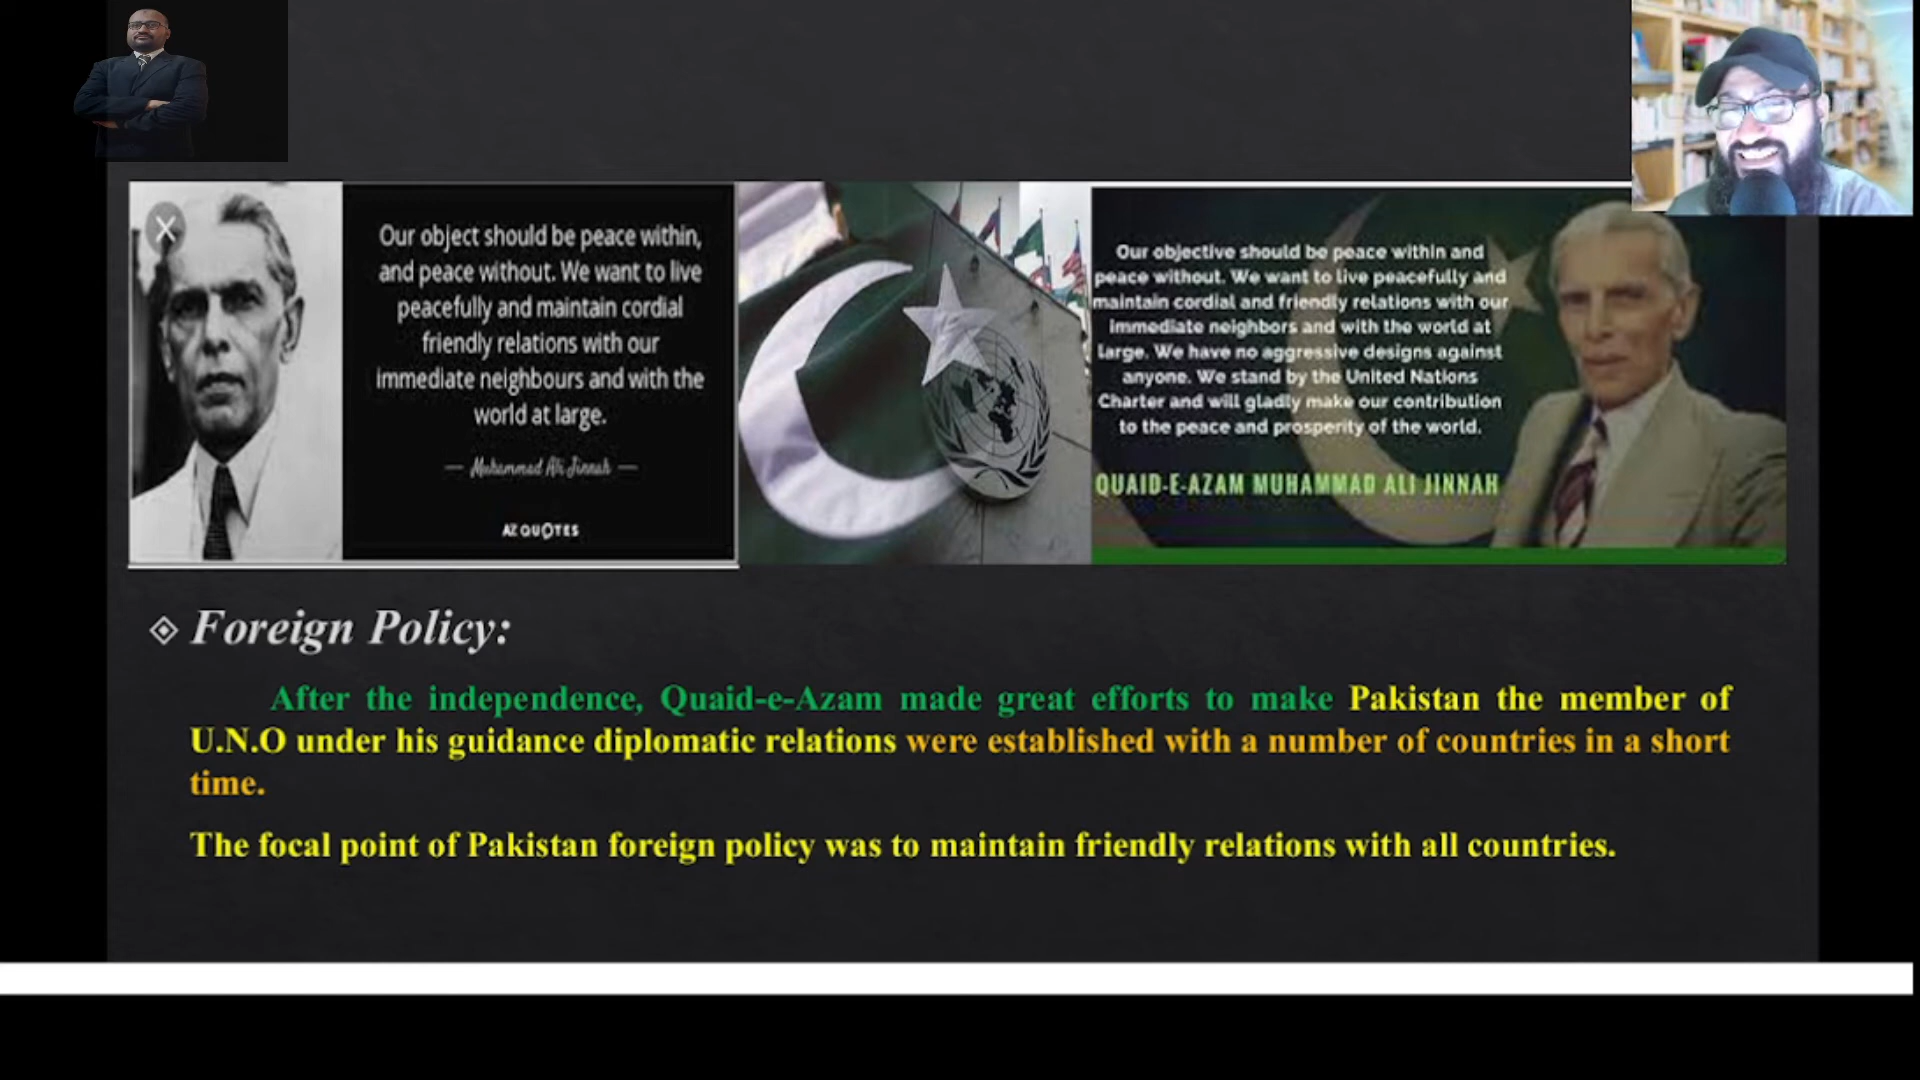 Our object should be peace within,
and peace without. We want to live
peacefully and maintain cordial
friendly relations with our
immediate neighbours and with the
world at large.
— Muhammad Ali Jinnah —
AZ QUOTES
Our objective should be peace within and
peace without. We want to live peacefully and
maintain cordial and friendly relations with our
immediate neighbors and with the world at
large. We have no aggressive designs against
anyone. We stand by the United Nations
Charter and will gladly make our contribution
to the peace and prosperity of the world.
QUAID-E-AZAM MUHAMMAD ALI JINNAH
Foreign Policy:
After the independence, Quaid-e-Azam made great efforts to make Pakistan the member of
U.N.O under his guidance diplomatic relations were established with a number of countries in a short
time.
The focal point of Pakistan foreign policy was to maintain friendly relations with all countries.